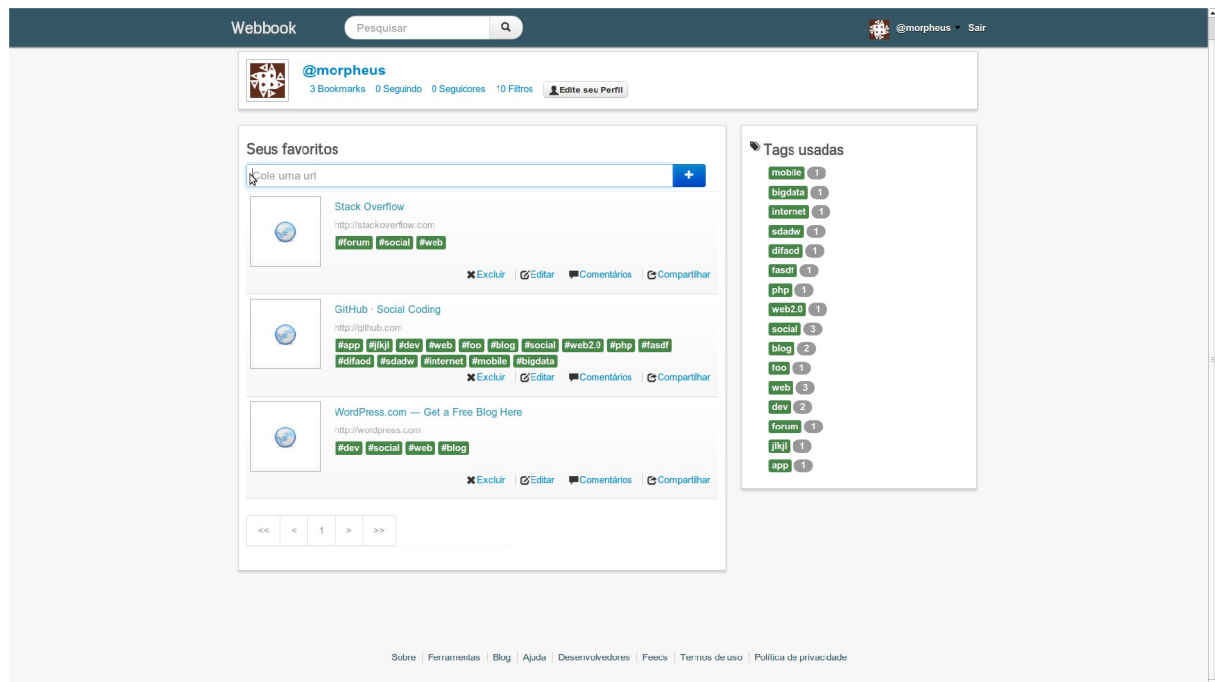 Webbook Pesquisar @morpheus Sair
@morpheus
3 Bookmarks 0 Seguindo 0 Seguidores 10 Filtros Edite seu Perfil
Seus favoritos
Cole uma url +
Stack Overflow
http://stackoverflow.com
#forum #social #web
Excluir Editar Comentários Compartilhar
GitHub · Social Coding
http://github.com
#app #jlkjl #dev #web #foo #blog #social #web2.0 #php #fasdf
#difaod #sdadw #internet #mobile #bigdata
Excluir Editar Comentários Compartilhar
WordPress.com — Get a Free Blog Here
http://wordpress.com
#dev #social #web #blog
Excluir Editar Comentários Compartilhar
<< < 1 > >>
Tags usadas
mobile 1
bigdata 1
internet 1
sdadw 1
difaod 1
fasdf 1
php 1
web2.0 1
social 3
blog 2
foo 1
web 3
dev 2
forum 1
jlkjl 1
app 1
Sobre Ferramentas Blog Ajuda Desenvolvedores Feeds Termos de uso Política de privacidade